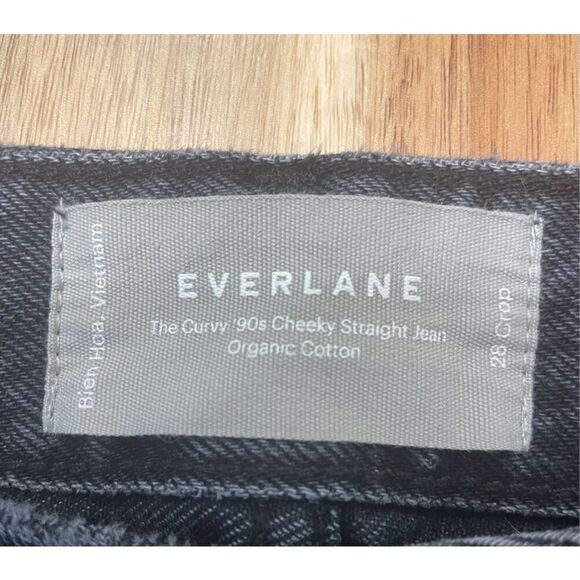 Bien Hoa, Vietnam
EVERLANE
The Curvy '90s Cheeky Straight Jean
Organic Cotton
28 Crop